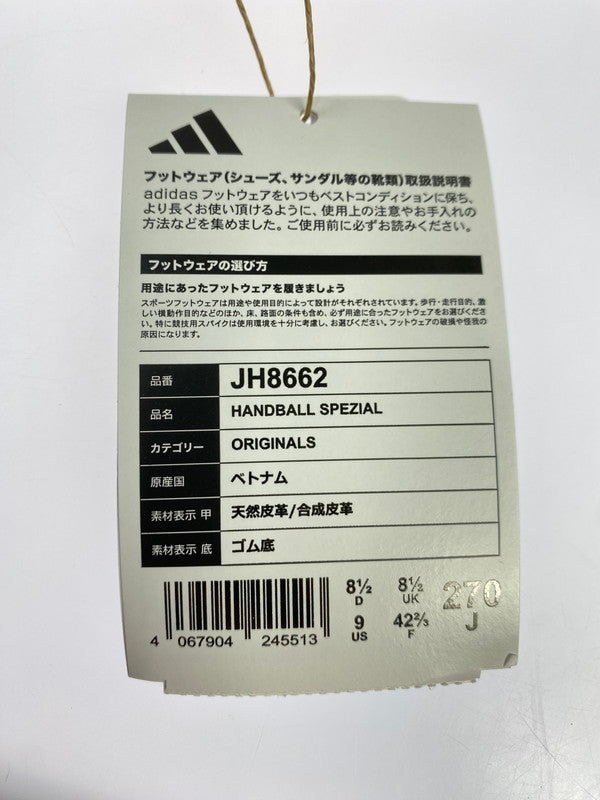 フットウェア(シューズ、サンダル等の靴類)取扱説明書
adidas フットウェアをいつもベストコンディションに保ち、
より長くお使い頂けるように、使用上の注意やお手入れの
方法などを集めました。ご使用前に必ずお読みください。
フットウェアの選び方
用途にあったフットウェアを履きましょう
スポーツフットウェアは用途や使用目的によって設計がそれぞれされています。歩行・走行目的、激
しい横動作目的などのほか、床、路面の条件も含め、必ず用途に合ったフットウェアをお選びくださ
い。特に競技用スパイクは使用環境を十分に考慮し、お選びください。フットウェアの破損や怪我の
原因になります。
品番 JH8662
品名 HANDBALL SPEZIAL
カテゴリー ORIGINALS
原産国 ベトナム
素材表示 甲 天然皮革/合成皮革
素材表示 底 ゴム底
8½ 8½ 270
D UK
9 42⅔ J
US F
4 067904 245513